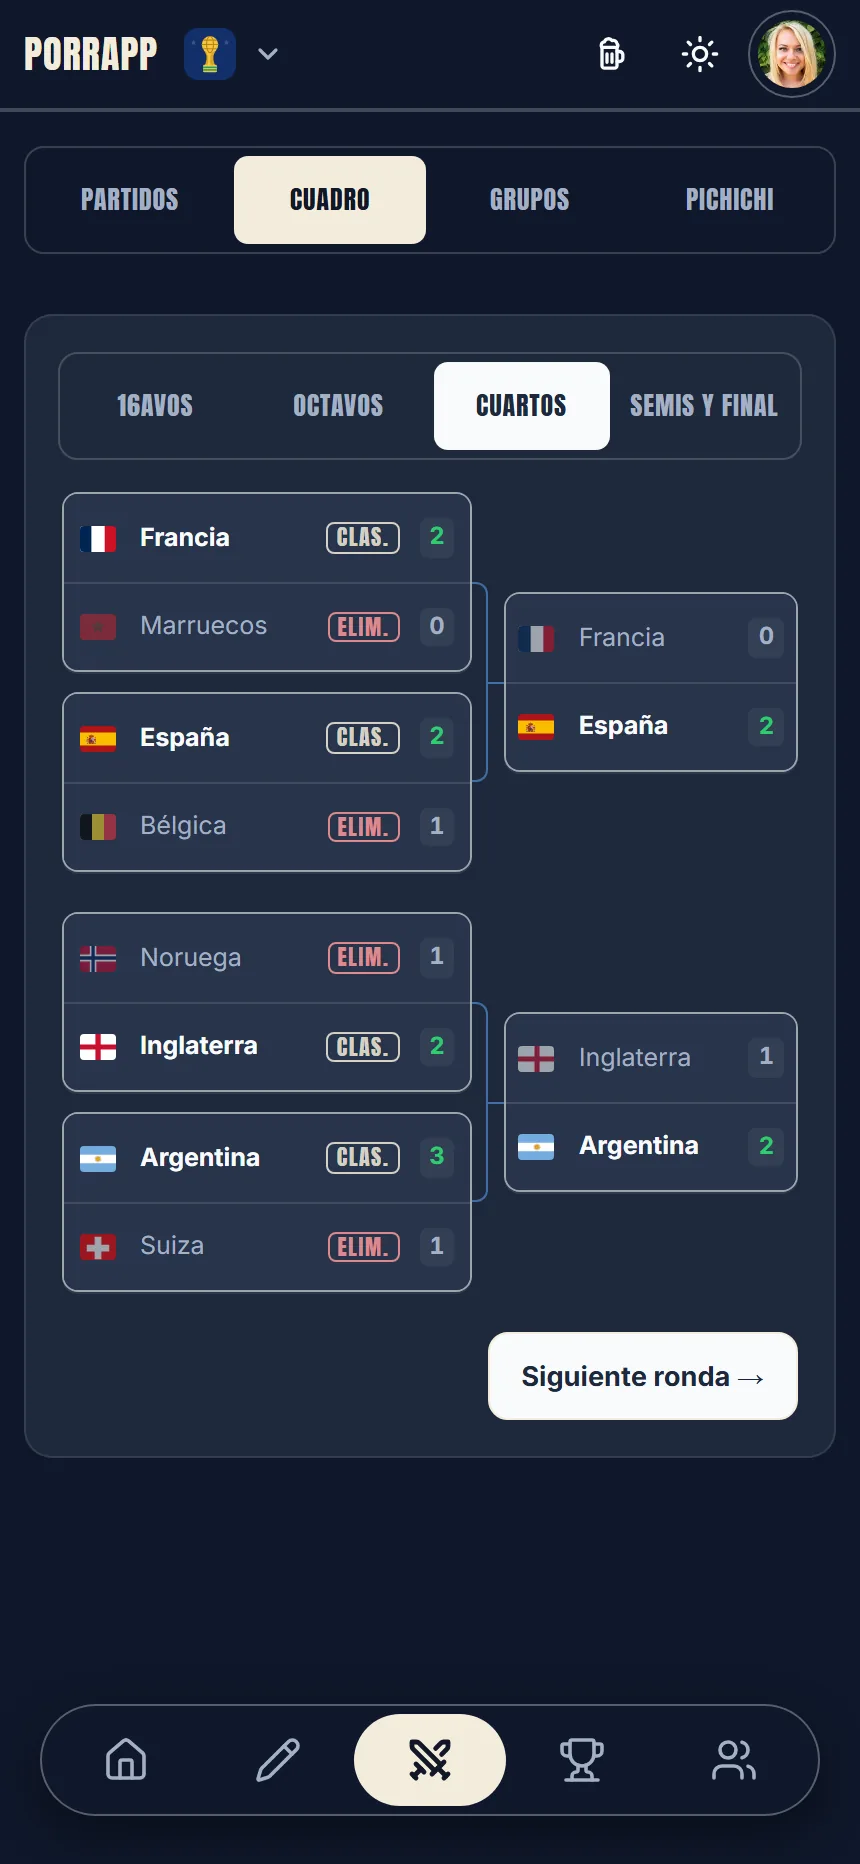 PORRAPP
PARTIDOS CUADRO GRUPOS PICHICHI
16AVOS OCTAVOS CUARTOS SEMIS Y FINAL
Francia CLAS. 2
Marruecos ELIM. 0
España CLAS. 2
Bélgica ELIM. 1
Francia 0
España 2
Noruega ELIM. 1
Inglaterra CLAS. 2
Argentina CLAS. 3
Suiza ELIM. 1
Inglaterra 1
Argentina 2
Siguiente ronda →